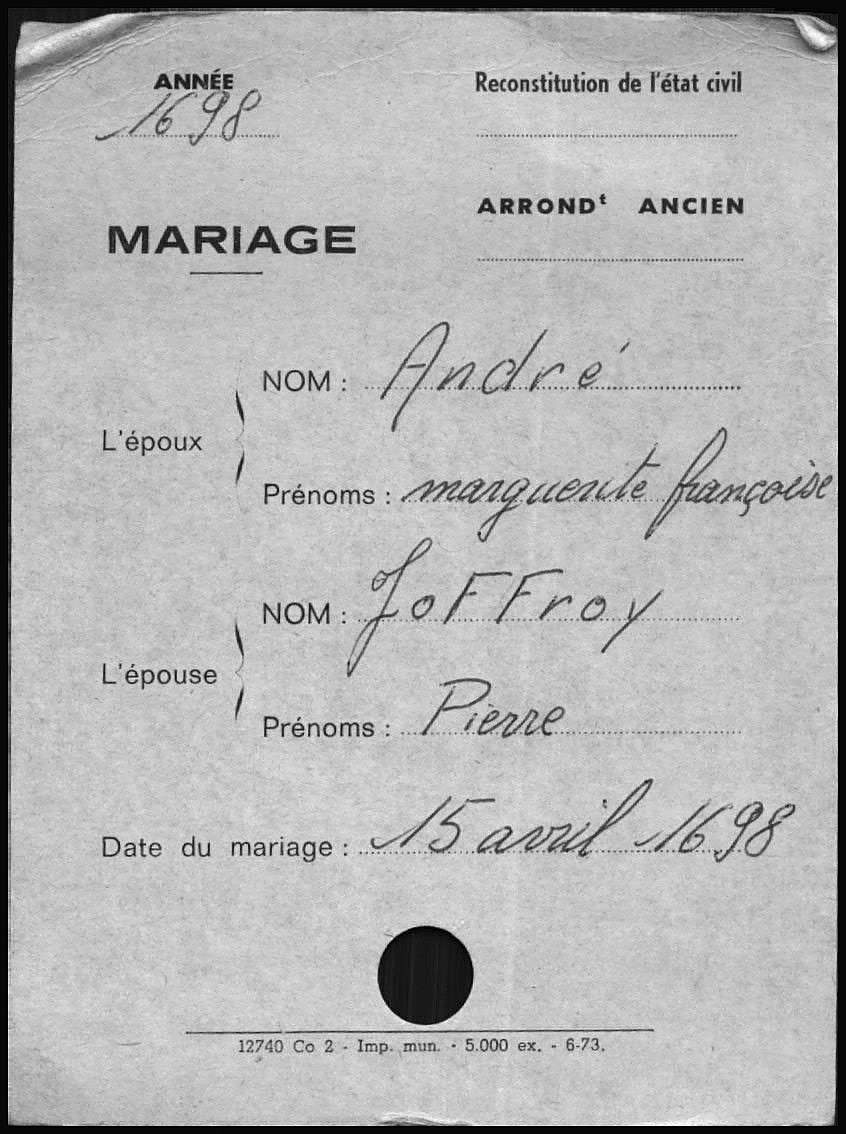 ANNÉE
1698
Reconstitution de l'état civil
ARRONDt ANCIEN
MARIAGE
L'époux
NOM : André
Prénoms : marguerite françoise
L'épouse
NOM : JoFFroy
Prénoms : Pierre
Date du mariage : 15 avril 1698
12740 Co 2 - Imp. mun. - 5.000 ex. - 6-73.